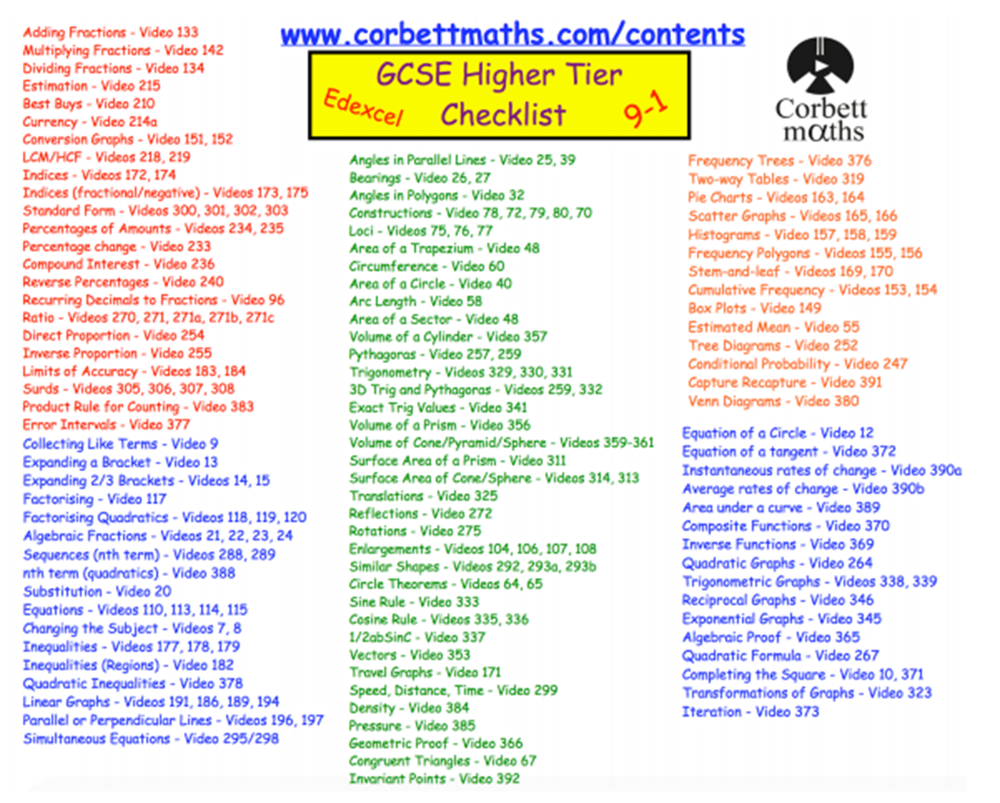 www.corbettmaths.com/contents
GCSE Higher Tier
Checklist
Edexcel
9-1
Corbett
mαths
Adding Fractions - Video 133
Multiplying Fractions - Video 142
Dividing Fractions - Video 134
Estimation - Video 215
Best Buys - Video 210
Currency - Video 214a
Conversion Graphs - Video 151, 152
LCM/HCF - Videos 218, 219
Indices - Videos 172, 174
Indices (fractional/negative) - Videos 173, 175
Standard Form - Videos 300, 301, 302, 303
Percentages of Amounts - Videos 234, 235
Percentage change - Video 233
Compound Interest - Video 236
Reverse Percentages - Video 240
Recurring Decimals to Fractions - Video 96
Ratio - Videos 270, 271, 271a, 271b, 271c
Direct Proportion - Video 254
Inverse Proportion - Video 255
Limits of Accuracy - Videos 183, 184
Surds - Videos 305, 306, 307, 308
Product Rule for Counting - Video 383
Error Intervals - Video 377
Collecting Like Terms - Video 9
Expanding a Bracket - Video 13
Expanding 2/3 Brackets - Videos 14, 15
Factorising - Video 117
Factorising Quadratics - Videos 118, 119, 120
Algebraic Fractions - Videos 21, 22, 23, 24
Sequences (nth term) - Videos 288, 289
nth term (quadratics) - Video 388
Substitution - Video 20
Equations - Videos 110, 113, 114, 115
Changing the Subject - Videos 7, 8
Inequalities - Videos 177, 178, 179
Inequalities (Regions) - Video 182
Quadratic Inequalities - Video 378
Linear Graphs - Videos 191, 186, 189, 194
Parallel or Perpendicular Lines - Videos 196, 197
Simultaneous Equations - Video 295/298
Angles in Parallel Lines - Video 25, 39
Bearings - Video 26, 27
Angles in Polygons - Video 32
Constructions - Video 78, 72, 79, 80, 70
Loci - Videos 75, 76, 77
Area of a Trapezium - Video 48
Circumference - Video 60
Area of a Circle - Video 40
Arc Length - Video 58
Area of a Sector - Video 48
Volume of a Cylinder - Video 357
Pythagoras - Video 257, 259
Trigonometry - Videos 329, 330, 331
3D Trig and Pythagoras - Videos 259, 332
Exact Trig Values - Video 341
Volume of a Prism - Video 356
Volume of Cone/Pyramid/Sphere - Videos 359-361
Surface Area of a Prism - Video 311
Surface Area of Cone/Sphere - Videos 314, 313
Translations - Video 325
Reflections - Video 272
Rotations - Video 275
Enlargements - Videos 104, 106, 107, 108
Similar Shapes - Videos 292, 293a, 293b
Circle Theorems - Videos 64, 65
Sine Rule - Video 333
Cosine Rule - Videos 335, 336
1/2abSinC - Video 337
Vectors - Video 353
Travel Graphs - Video 171
Speed, Distance, Time - Video 299
Density - Video 384
Pressure - Video 385
Geometric Proof - Video 366
Congruent Triangles - Video 67
Invariant Points - Video 392
Frequency Trees - Video 376
Two-way Tables - Video 319
Pie Charts - Videos 163, 164
Scatter Graphs - Videos 165, 166
Histograms - Video 157, 158, 159
Frequency Polygons - Videos 155, 156
Stem-and-leaf - Videos 169, 170
Cumulative Frequency - Videos 153, 154
Box Plots - Video 149
Estimated Mean - Video 55
Tree Diagrams - Video 252
Conditional Probability - Video 247
Capture Recapture - Video 391
Venn Diagrams - Video 380
Equation of a Circle - Video 12
Equation of a tangent - Video 372
Instantaneous rates of change - Video 390a
Average rates of change - Video 390b
Area under a curve - Video 389
Composite Functions - Video 370
Inverse Functions - Video 369
Quadratic Graphs - Video 264
Trigonometric Graphs - Videos 338, 339
Reciprocal Graphs - Video 346
Exponential Graphs - Video 345
Algebraic Proof - Video 365
Quadratic Formula - Video 267
Completing the Square - Video 10, 371
Transformations of Graphs - Video 323
Iteration - Video 373